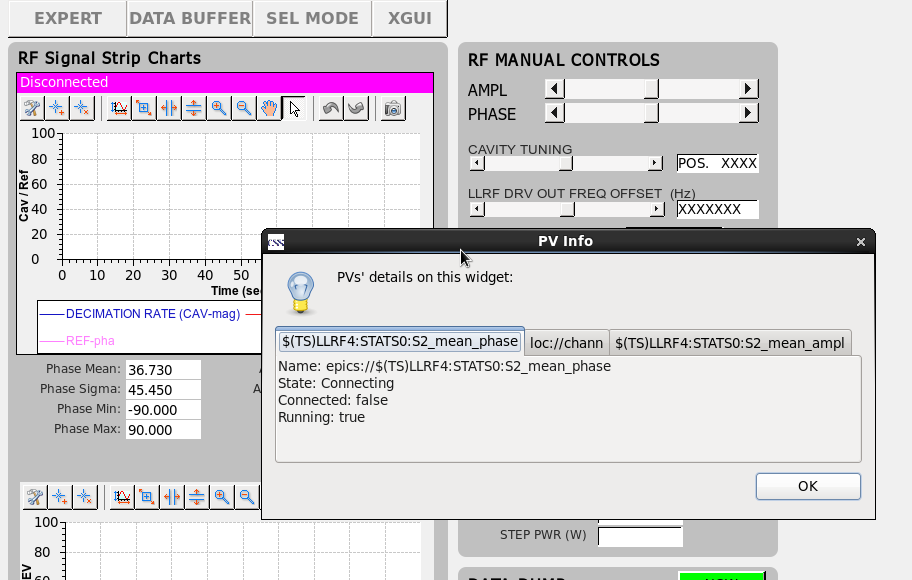 EXPERT DATA BUFFER SEL MODE XGUI
RF Signal Strip Charts
Disconnected
100
80
60
40
20
0
Cav / Ref
0 10 20 30 40 50
Time (sec
DECIMATION RATE (CAV-mag)
REF-pha
Phase Mean: 36.730
Phase Sigma: 45.450
Phase Min: -90.000
Phase Max: 90.000
A
100
80
60
EV
RF MANUAL CONTROLS
AMPL
PHASE
CAVITY TUNING
POS. XXXX
LLRF DRV OUT FREQ OFFSET (Hz)
XXXXXXX
CSS PV Info
PVs' details on this widget:
$(TS)LLRF4:STATS0:S2_mean_phase loc://chann $(TS)LLRF4:STATS0:S2_mean_ampl
Name: epics://$(TS)LLRF4:STATS0:S2_mean_phase
State: Connecting
Connected: false
Running: true
OK
STEP PWR (W)